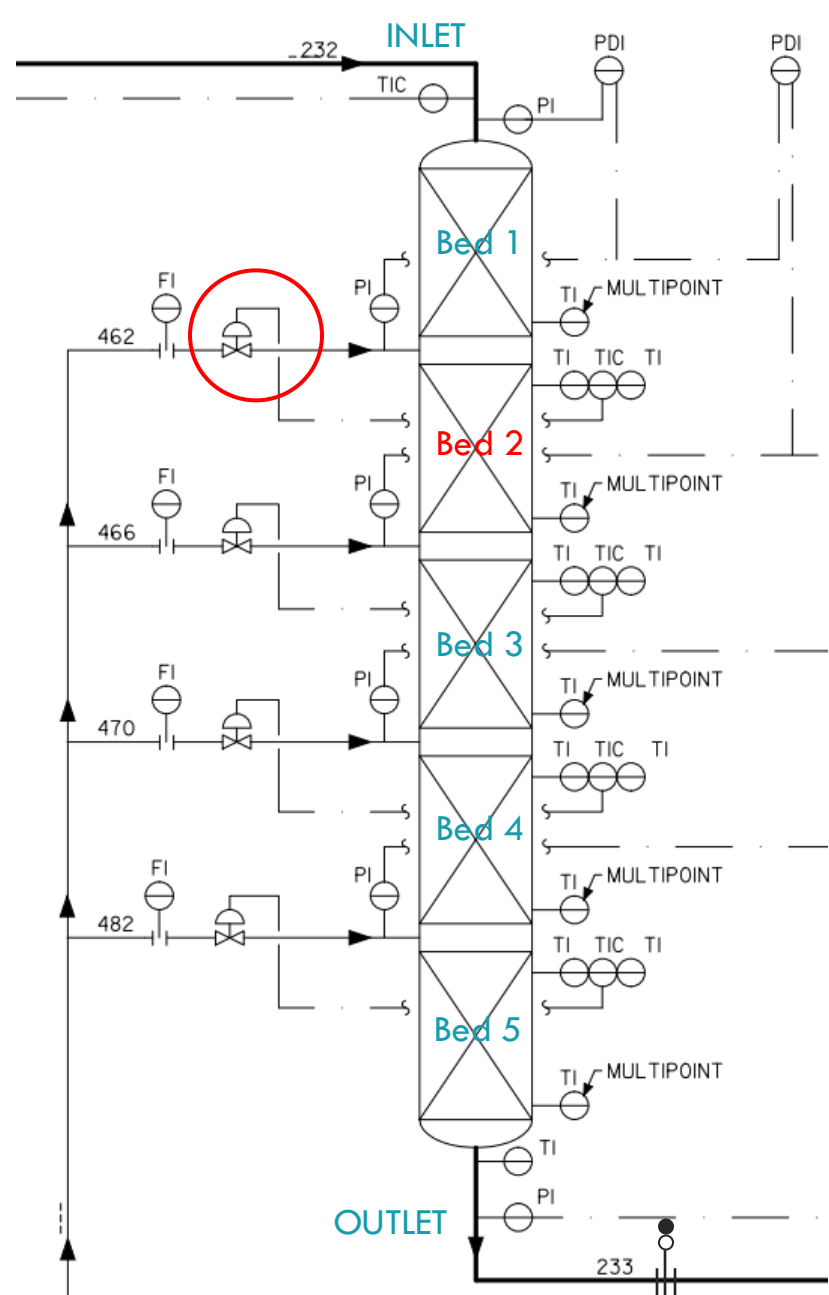 INLET
_232
PDI
PDI
TIC
PI
Bed 1
FI
PI
TI
MULTIPOINT
462
TI TIC TI
Bed 2
FI
PI
TI
MULTIPOINT
466
TI TIC TI
Bed 3
FI
PI
TI
MULTIPOINT
470
TI TIC TI
Bed 4
FI
PI
TI
MULTIPOINT
482
TI TIC TI
Bed 5
TI
MULTIPOINT
TI
PI
OUTLET
233